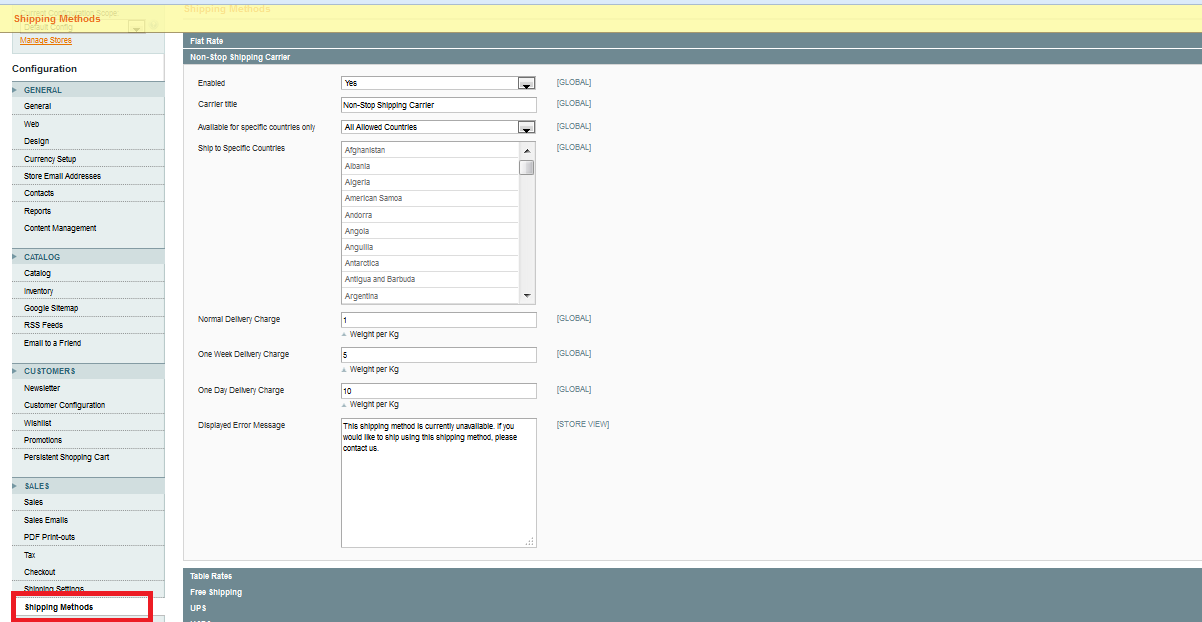 Shipping Methods
Current Configuration Scope:
Shipping Methods
Default Config
Manage Stores
Configuration
GENERAL
General
Web
Design
Currency Setup
Store Email Addresses
Contacts
Reports
Content Management
CATALOG
Catalog
Inventory
Google Sitemap
RSS Feeds
Email to a Friend
CUSTOMERS
Newsletter
Customer Configuration
Wishlist
Promotions
Persistent Shopping Cart
SALES
Sales
Sales Emails
PDF Print-outs
Tax
Checkout
Shipping Settings
Shipping Methods
Flat Rate
Non-Stop Shipping Carrier
Enabled
Yes
[GLOBAL]
Carrier title
Non-Stop Shipping Carrier
[GLOBAL]
Available for specific countries only
All Allowed Countries
[GLOBAL]
Ship to Specific Countries
[GLOBAL]
Afghanistan
Albania
Algeria
American Samoa
Andorra
Angola
Anguilla
Antarctica
Antigua and Barbuda
Argentina
Normal Delivery Charge
1
[GLOBAL]
Weight per Kg
One Week Delivery Charge
5
[GLOBAL]
Weight per Kg
One Day Delivery Charge
10
[GLOBAL]
Weight per Kg
Displayed Error Message
[STORE VIEW]
This shipping method is currently unavailable. If you
would like to ship using this shipping method, please
contact us.
Table Rates
Free Shipping
UPS